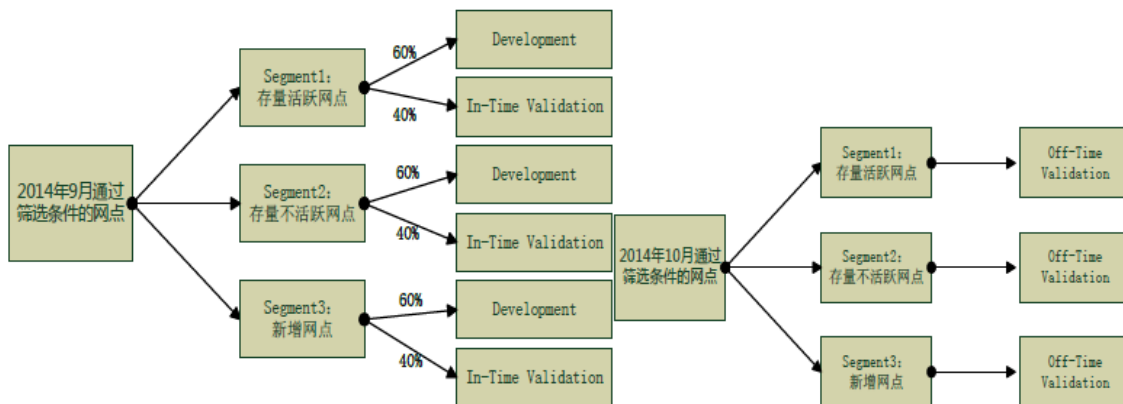 2014年9月通过
筛选条件的网点
Segment1:
存量活跃网点
60%
Development
40%
In-Time Validation
Segment2:
存量不活跃网点
60%
Development
40%
In-Time Validation
Segment3:
新增网点
60%
Development
40%
In-Time Validation
2014年10月通过
筛选条件的网点
Segment1:
存量活跃网点
Off-Time
Validation
Segment2:
存量不活跃网点
Off-Time
Validation
Segment3:
新增网点
Off-Time
Validation